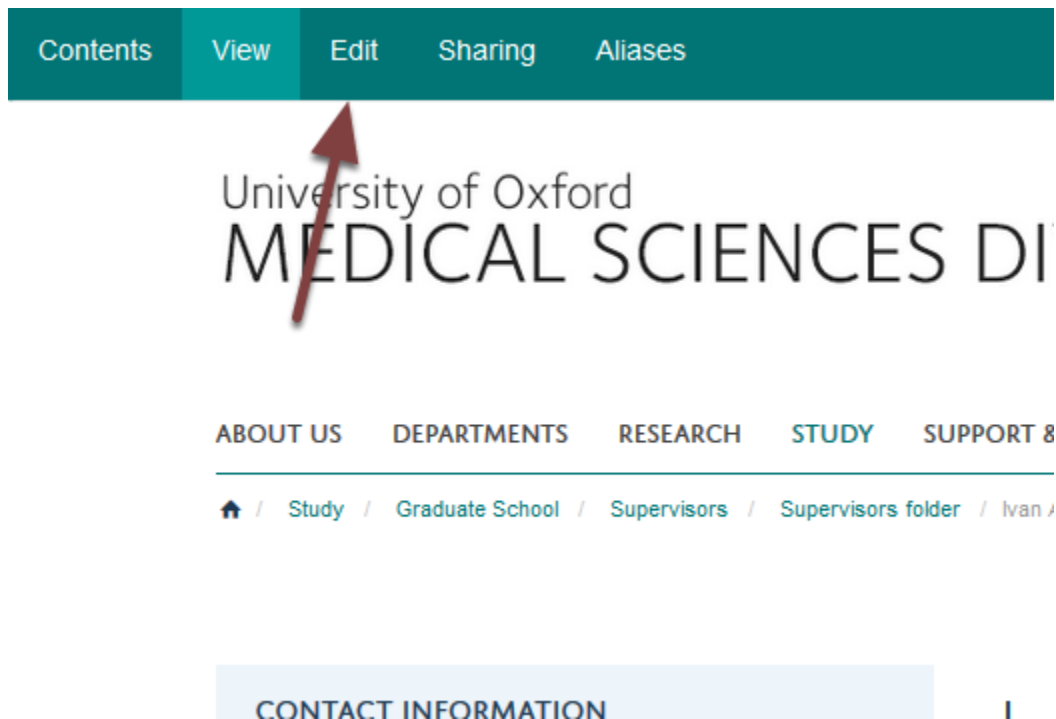 Contents View Edit Sharing Aliases
University of Oxford
MEDICAL SCIENCES
ABOUT US DEPARTMENTS RESEARCH STUDY SUPPORT &
/ Study / Graduate School / Supervisors / Supervisors folder / Ivan
CONTACT INFORMATION